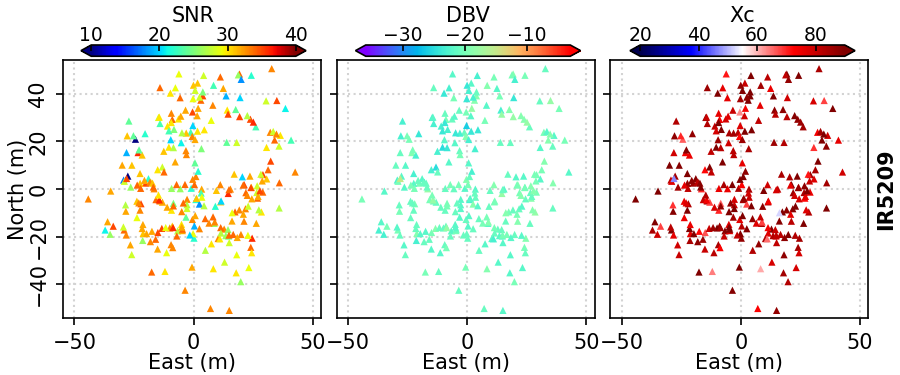 SNR DBV Xc
10 20 30 40 −30 −20 −10 20 40 60 80
North (m)
40
20
0
−20
−40
IR5209
−50 0 50 −50 0 50 −50 0 50
East (m) East (m) East (m)